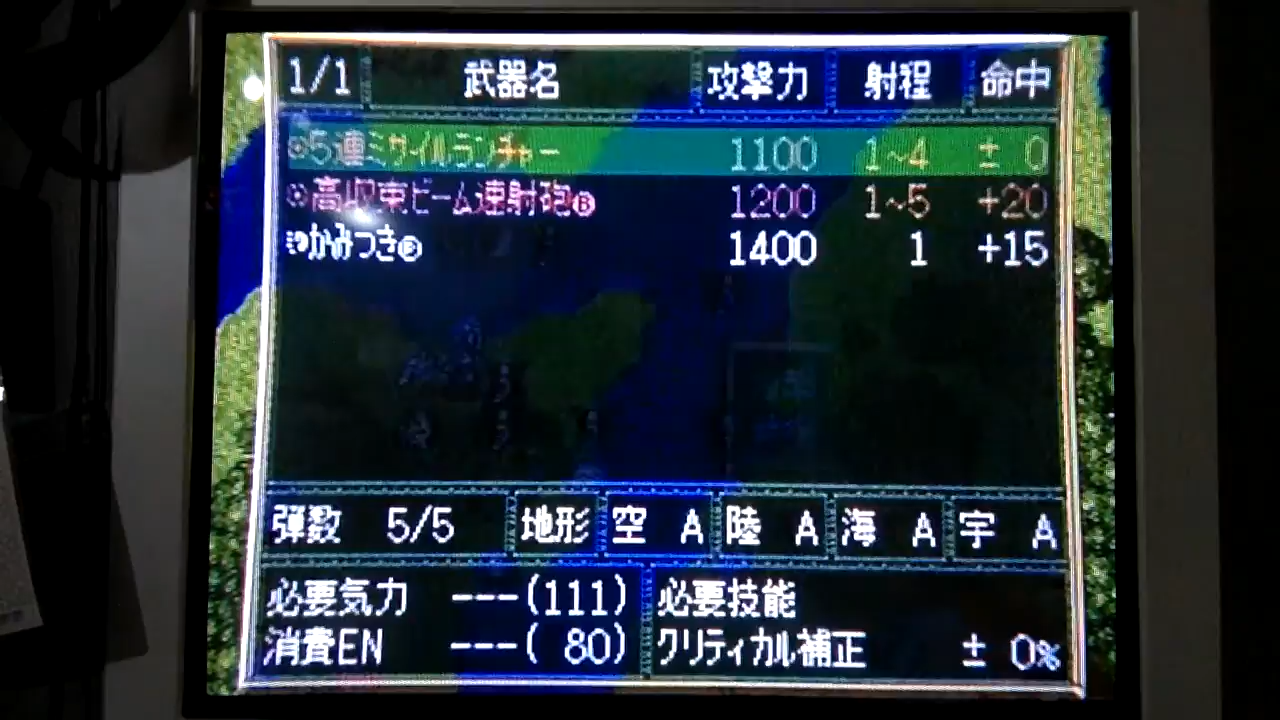 1/1 武器名 攻撃力 射程 命中
5連ミサイルランチャー 1100 1~4 ± 0
高収束ビーム速射砲Ⓑ 1200 1~5 +20
かみつきⓅ 1400 1 +15
弾数 5/5 地形 空 A 陸 A 海 A 宇 A
必要気力 ---(111) 必要技能
消費EN ---( 80) クリティカル補正 ± 0%